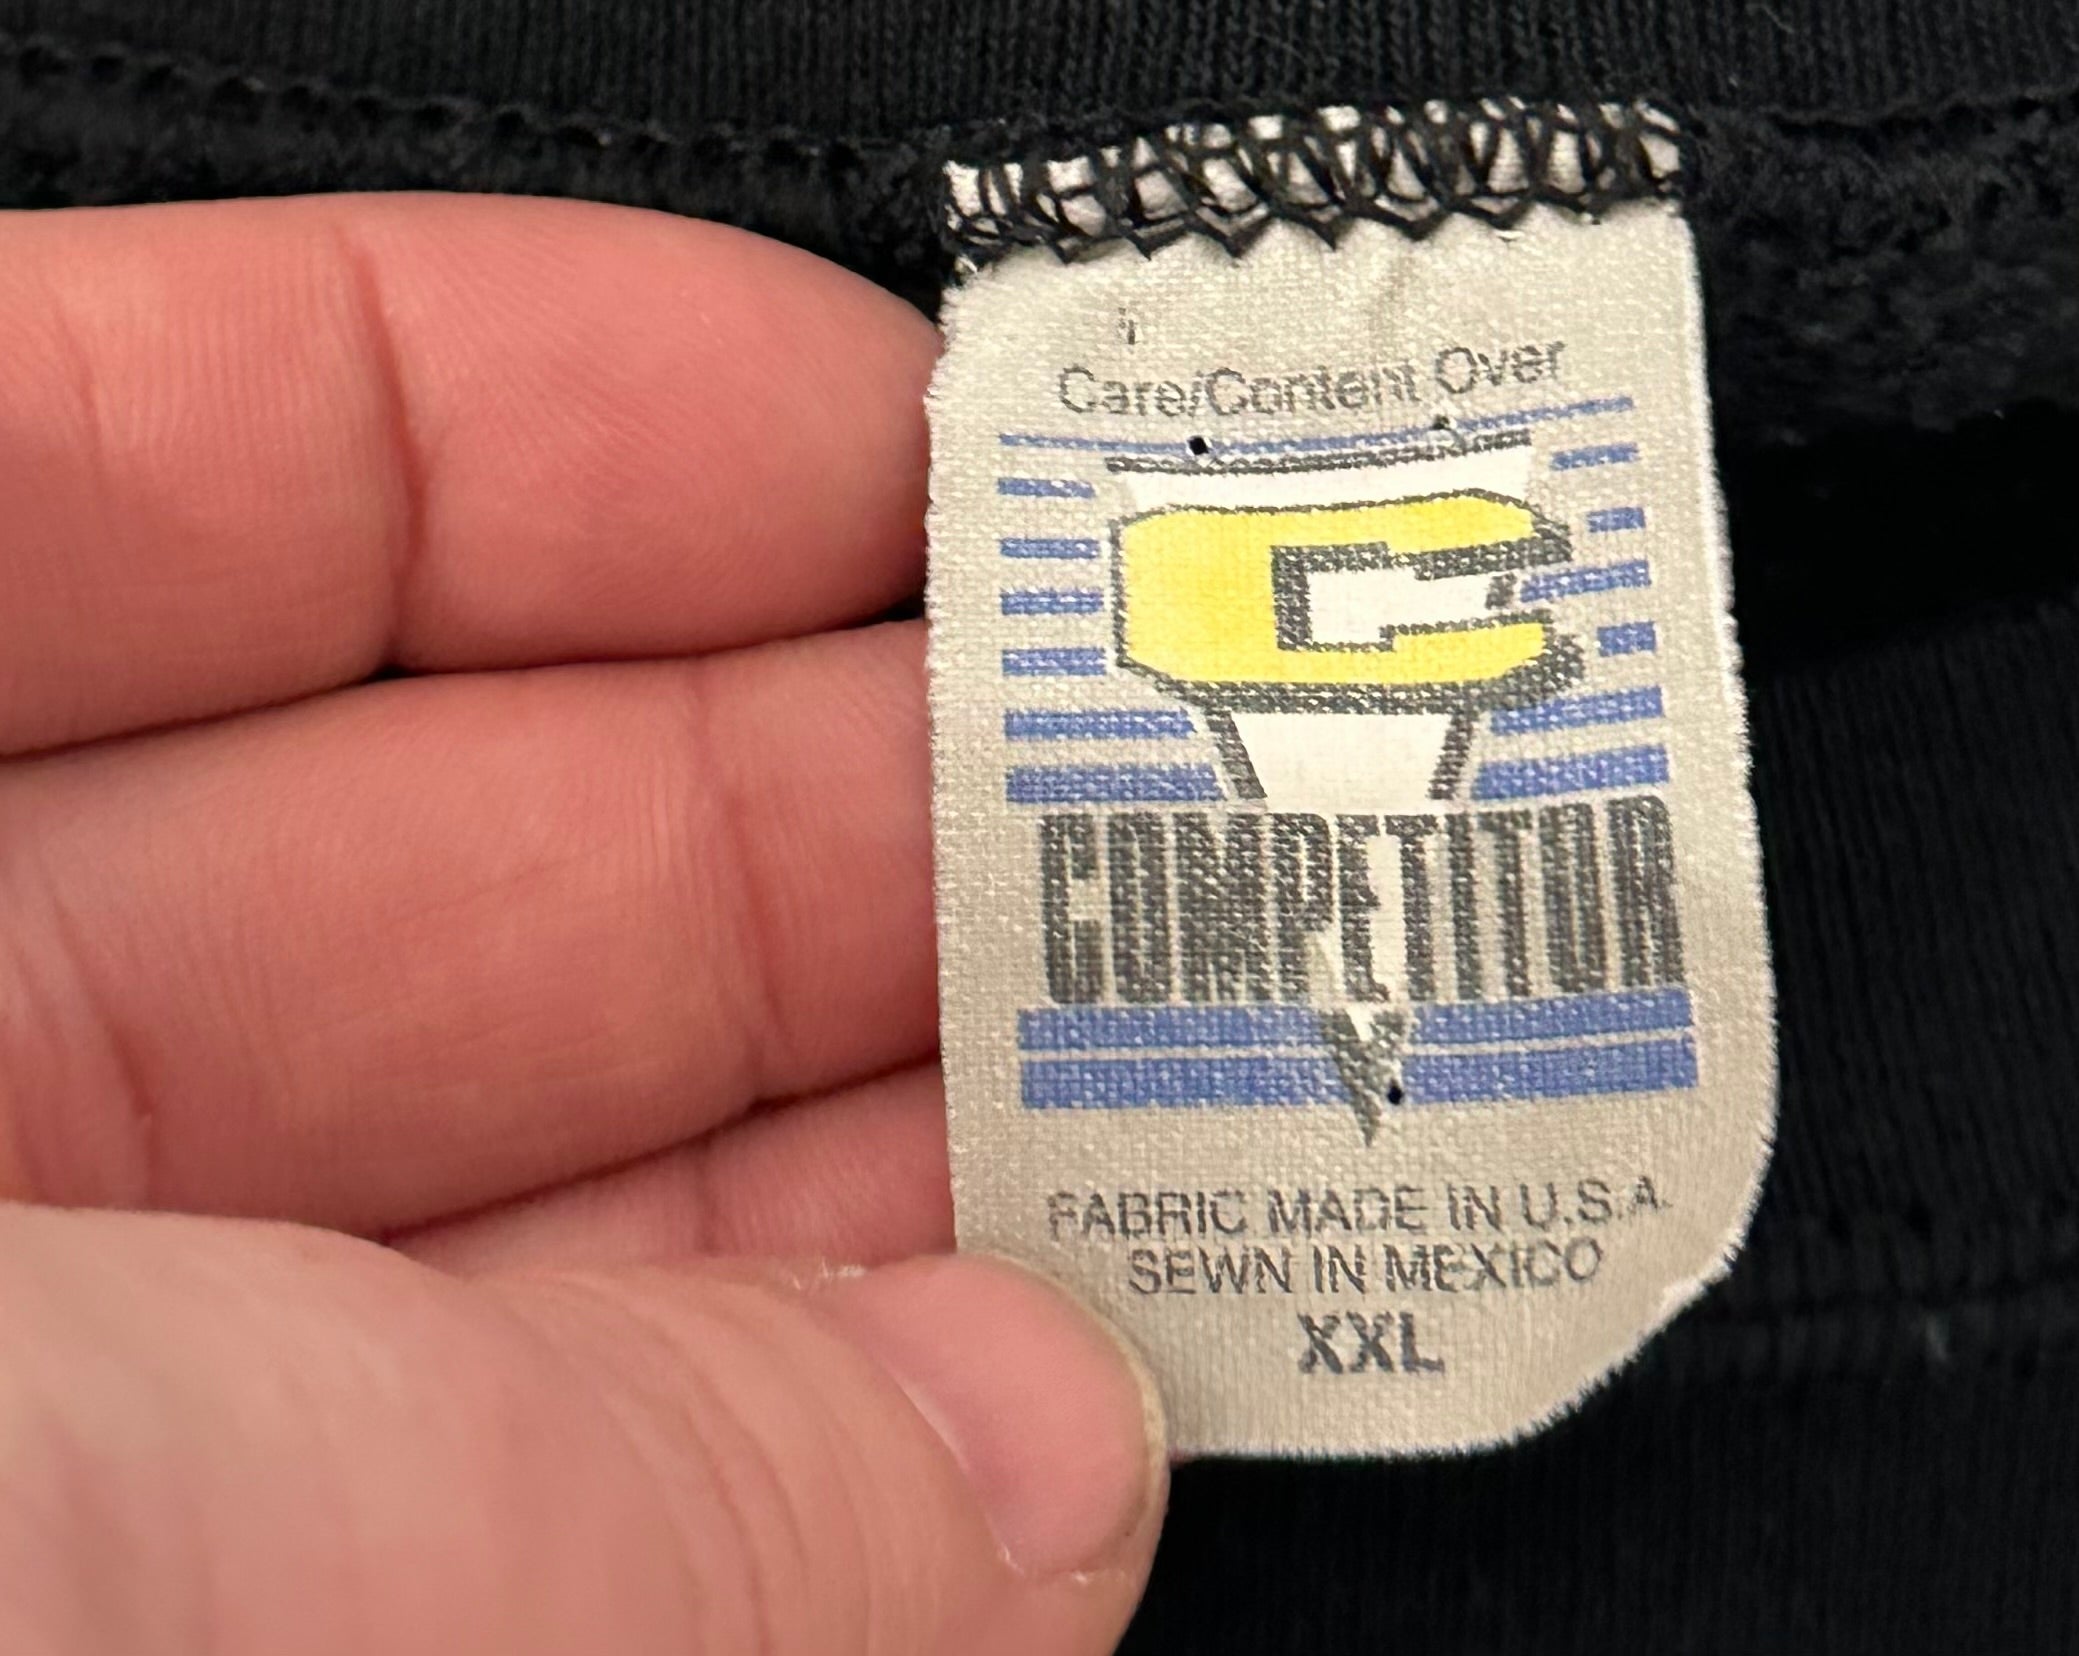 Care/Content Over
C
COMPETITOR
FABRIC MADE IN U.S.A.
SEWN IN MEXICO
XXL